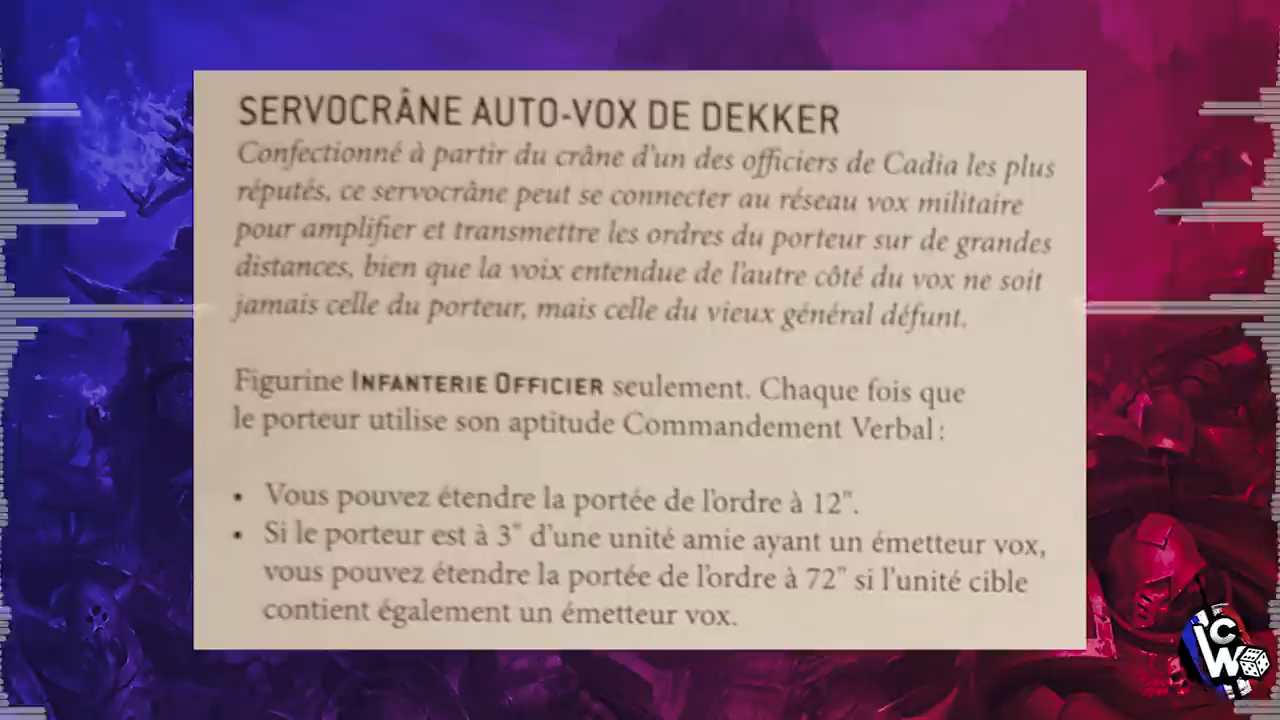 SERVOCRÂNE AUTO-VOX DE DEKKER
Confectionné à partir du crâne d'un des officiers de Cadia les plus
réputés, ce servocrâne peut se connecter au réseau vox militaire
pour amplifier et transmettre les ordres du porteur sur de grandes
distances, bien que la voix entendue de l'autre côté du vox ne soit
jamais celle du porteur, mais celle du vieux général défunt.
Figurine INFANTERIE OFFICIER seulement. Chaque fois que
le porteur utilise son aptitude Commandement Verbal :
• Vous pouvez étendre la portée de l'ordre à 12".
• Si le porteur est à 3" d'une unité amie ayant un émetteur vox,
vous pouvez étendre la portée de l'ordre à 72" si l'unité cible
contient également un émetteur vox.
ICW